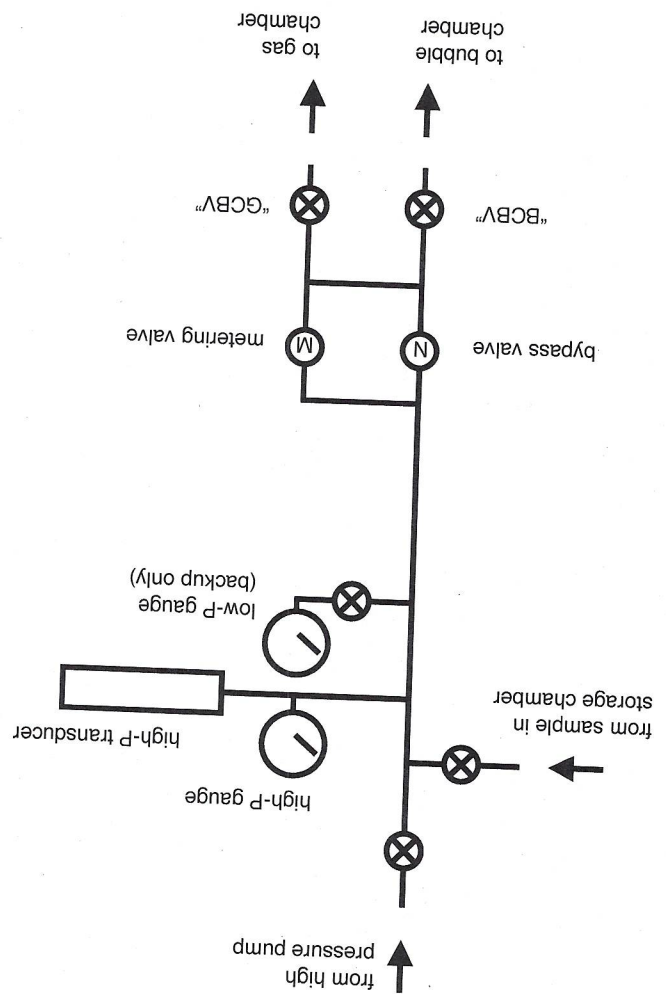 from high
pressure pump
high-P gauge
from sample in
storage chamber
high-P transducer
low-P gauge
(backup only)
bypass valve
N
M
metering valve
"BCBV"
"GCBV"
to bubble
chamber
to gas
chamber